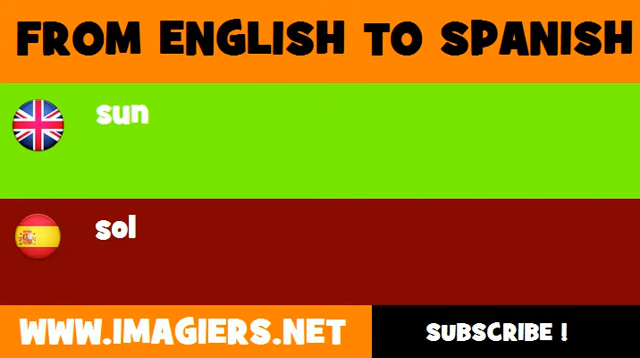 FROM ENGLISH TO SPANISH
sun
sol
WWW.IMAGIERS.NET
SUBSCRIBE !